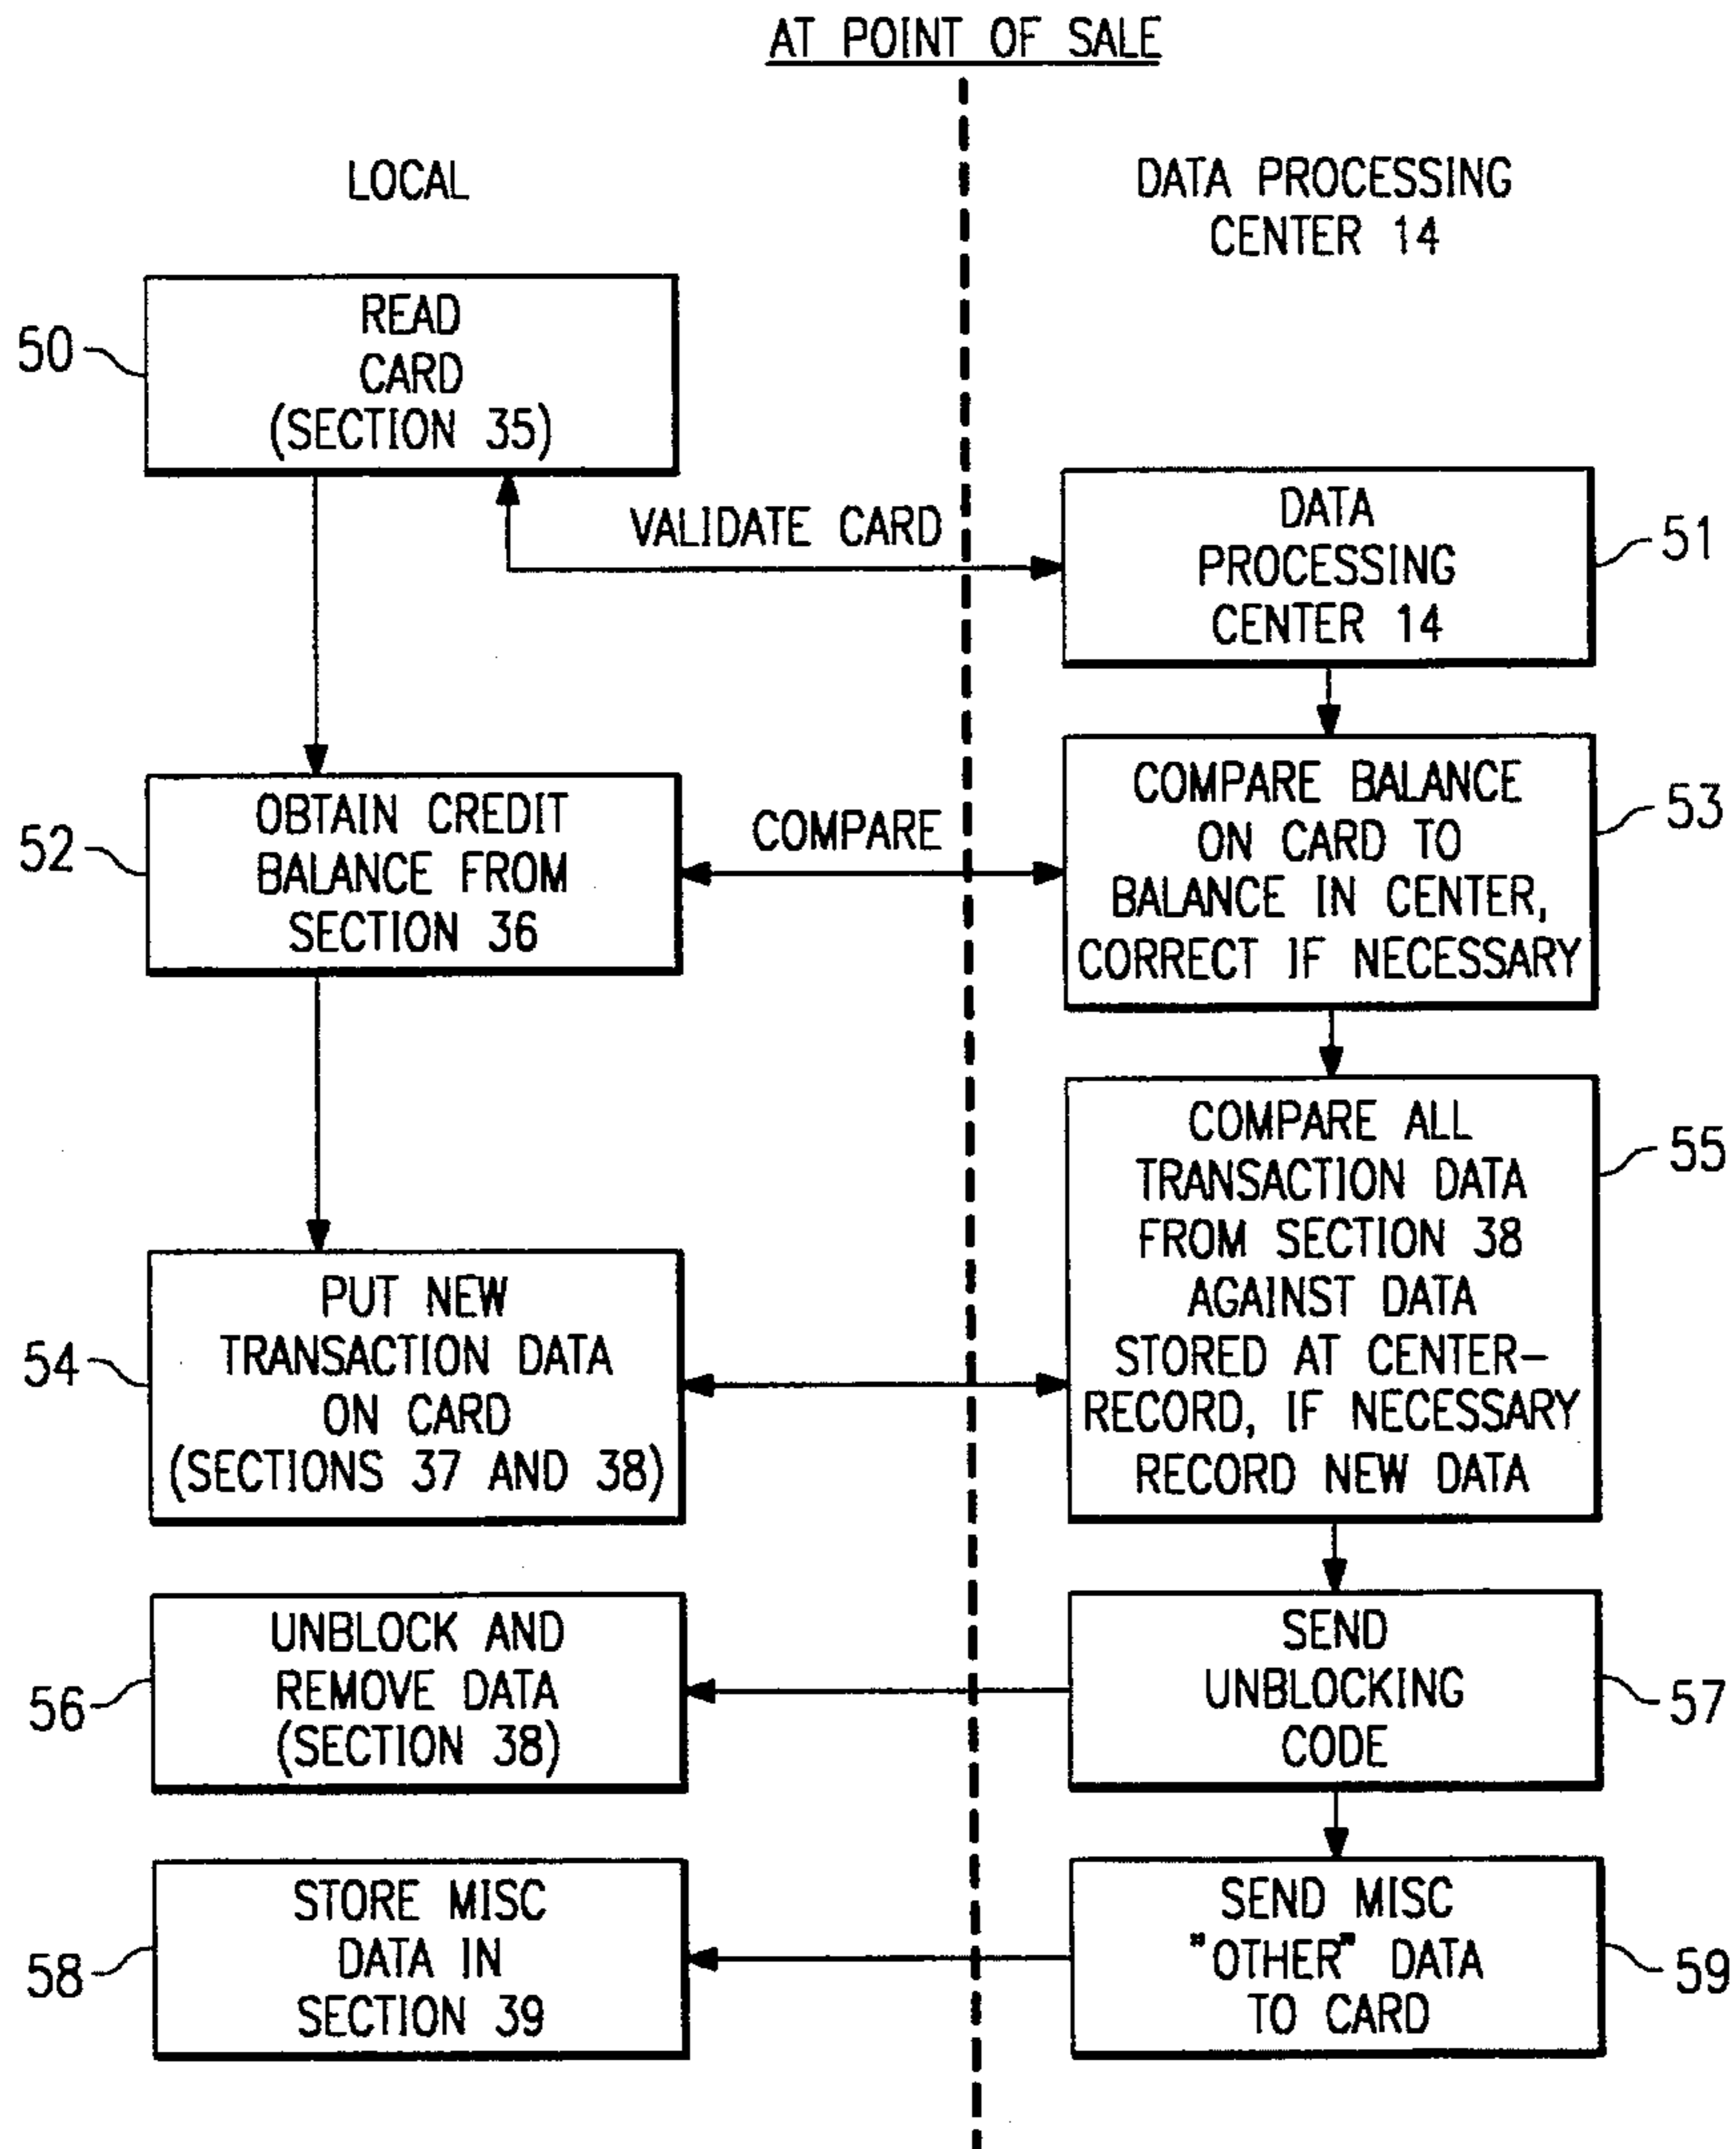 AT POINT OF SALE
LOCAL
DATA PROCESSING
CENTER 14
50
READ
CARD
(SECTION 35)
VALIDATE CARD
DATA
PROCESSING
CENTER 14
51
52
OBTAIN CREDIT
BALANCE FROM
SECTION 36
COMPARE
COMPARE BALANCE
ON CARD TO
BALANCE IN CENTER,
CORRECT IF NECESSARY
53
54
PUT NEW
TRANSACTION DATA
ON CARD
(SECTIONS 37 AND 38)
COMPARE ALL
TRANSACTION DATA
FROM SECTION 38
AGAINST DATA
STORED AT CENTER-
RECORD, IF NECESSARY
RECORD NEW DATA
55
56
UNBLOCK AND
REMOVE DATA
(SECTION 38)
SEND
UNBLOCKING
CODE
57
58
STORE MISC
DATA IN
SECTION 39
SEND MISC
"OTHER" DATA
TO CARD
59